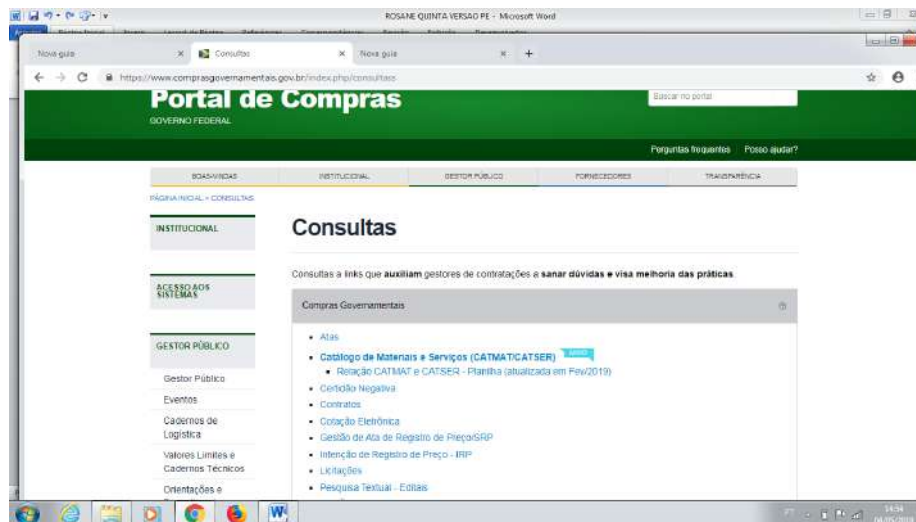 ROSANE QUINTA VERSAO PE - Microsoft Word
Nova guia
Consultas
Nova guia
https://www.comprasgovernamentais.gov.br/index.php/consultas
Portal de Compras
GOVERNO FEDERAL
Buscar no portal
Perguntas frequentes
Posso ajudar?
BOAS-VINDAS
INSTITUCIONAL
GESTOR PÚBLICO
FORNECEDORES
TRANSPARÊNCIA
PÁGINA INICIAL > CONSULTAS
INSTITUCIONAL
ACESSO AOS
SISTEMAS
GESTOR PÚBLICO
Gestor Público
Eventos
Cadernos de
Logística
Valores Limites e
Cadernos Técnicos
Orientações e
Consultas
Consultas a links que auxiliam gestores de contratações a sanar dúvidas e visa melhoria das práticas
Compras Governamentais
Atas
Catálogo de Materiais e Serviços (CATMAT/CATSER)
Relação CATMAT e CATSER - Planilha (atualizada em Fev/2019)
Certidão Negativa
Contratos
Cotação Eletrônica
Gestão de Ata de Registro de Preço/SRP
Intenção de Registro de Preço - IRP
Licitações
Pesquisa Textual - Editais
PT
14:54